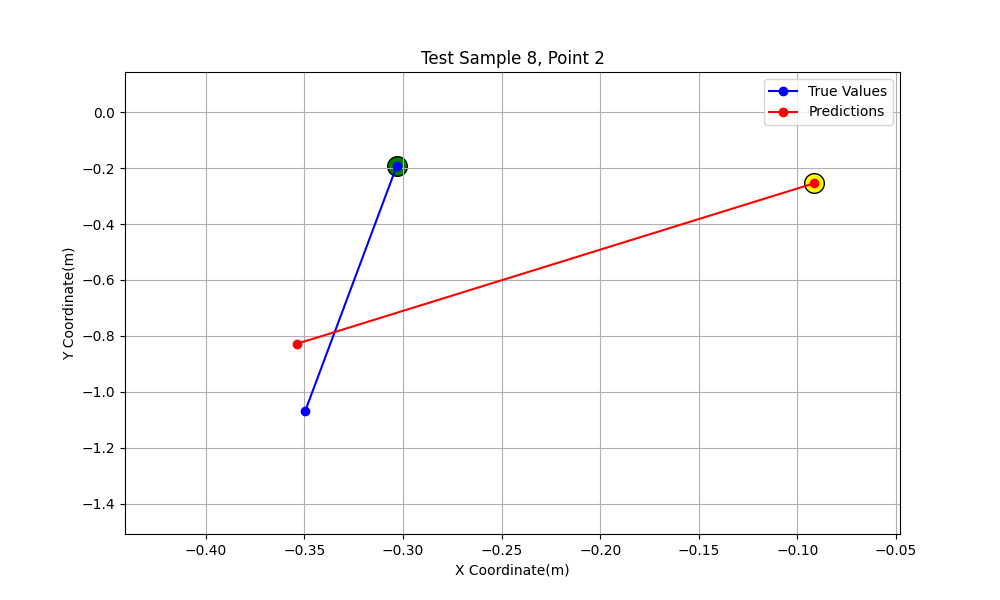 Test Sample 8, Point 2
True Values
Predictions
0.0
−0.2
−0.4
−0.6
−0.8
−1.0
−1.2
−1.4
Y Coordinate(m)
−0.40 −0.35 −0.30 −0.25 −0.20 −0.15 −0.10 −0.05
X Coordinate(m)